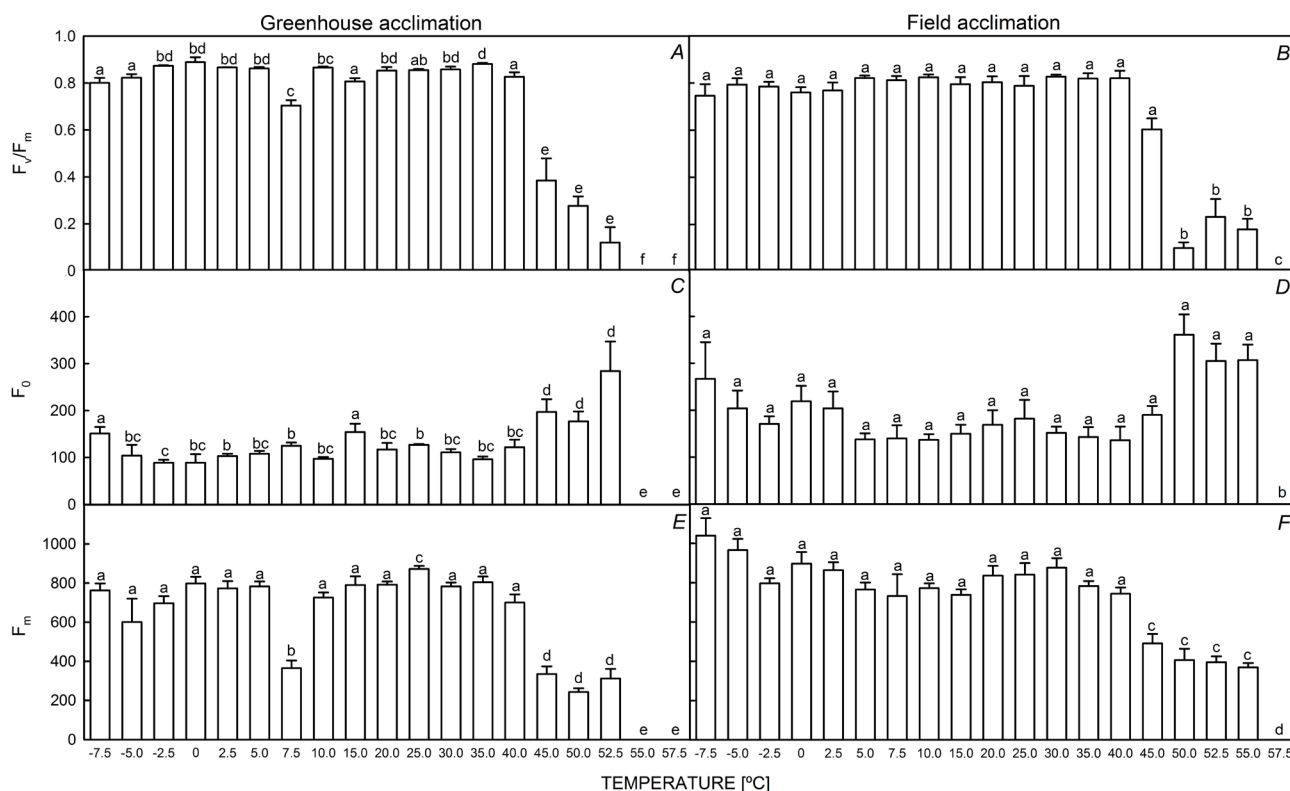 Greenhouse acclimation Field acclimation
A
Fv/Fm
1.0
0.8
0.6
0.4
0.2
0
a a bd bd bd bd c bc a bd ab bd d a e e e f f
B
a a a a a a a a a a a a a a a b b b c
C
F0
400
300
200
100
0
a bc c bc b bc b bc a bc bc bc bc bc d d d e e
D
a a a a a a a a a a a a a a a a a a b
E
Fm
1000
800
600
400
200
0
a a a a a a b a a a c a a a d d d e e
F
a a a a a a a a a a a a a a c c c c d
-7.5 -5.0 -2.5 0 2.5 5.0 7.5 10.0 15.0 20.0 25.0 30.0 35.0 40.0 45.0 50.0 52.5 55.0 57.5 -7.5 -5.0 -2.5 0 2.5 5.0 7.5 10.0 15.0 20.0 25.0 30.0 35.0 40.0 45.0 50.0 52.5 55.0 57.5
TEMPERATURE [ºC]